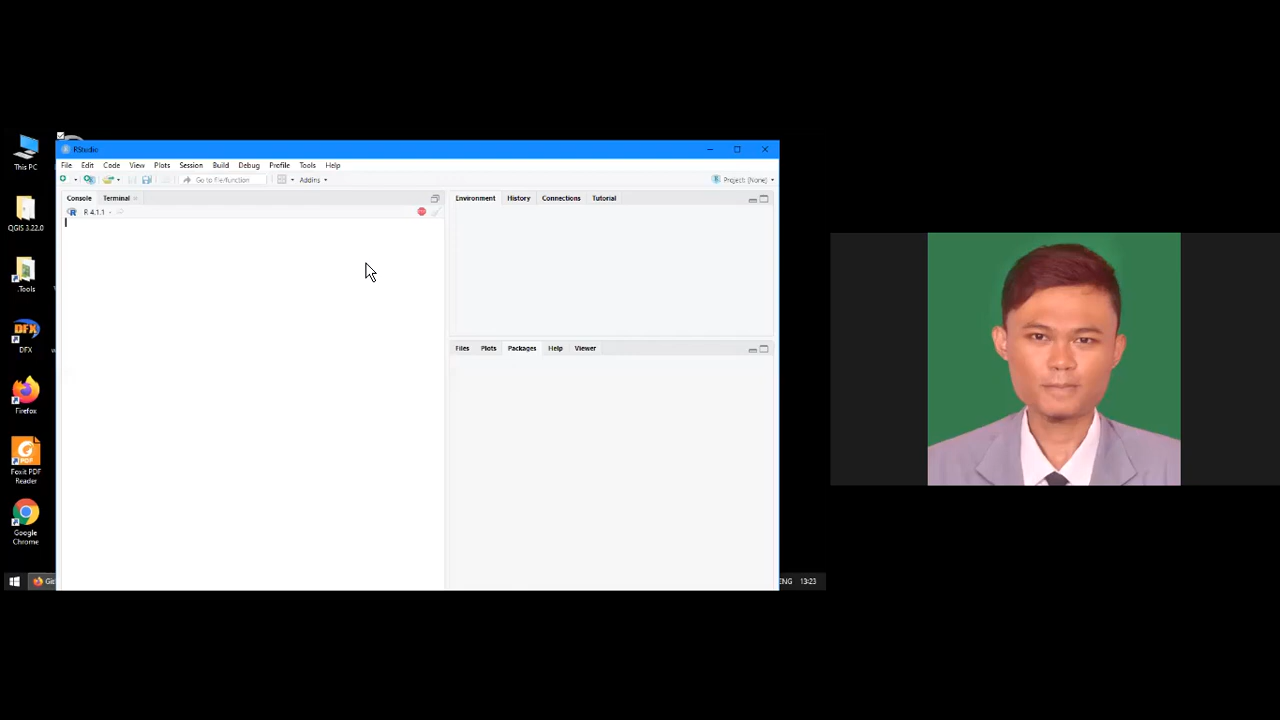 This PC
QGIS 3.22.0
.Tools
DFX
DFX
Firefox
PDF
Foxit PDF
Reader
Google
Chrome
RStudio
File Edit Code View Plots Session Build Debug Profile Tools Help
Go to file/function Addins Project: (None)
Console Terminal
R 4.1.1
Environment History Connections Tutorial
Files Plots Packages Help Viewer
ENG 13:23